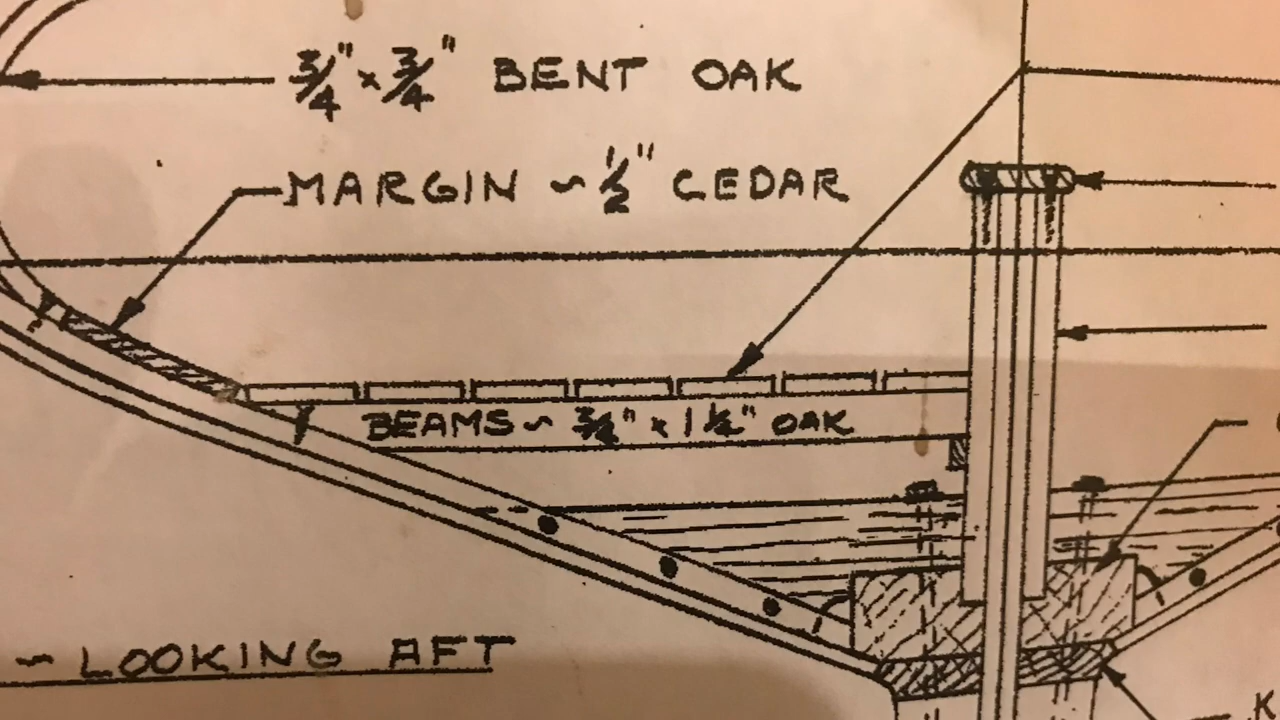 3/4" x 3/4" BENT OAK
MARGIN ~ 1/2" CEDAR
BEAMS ~ 3/4" x 1 1/2" OAK
~ LOOKING AFT
K